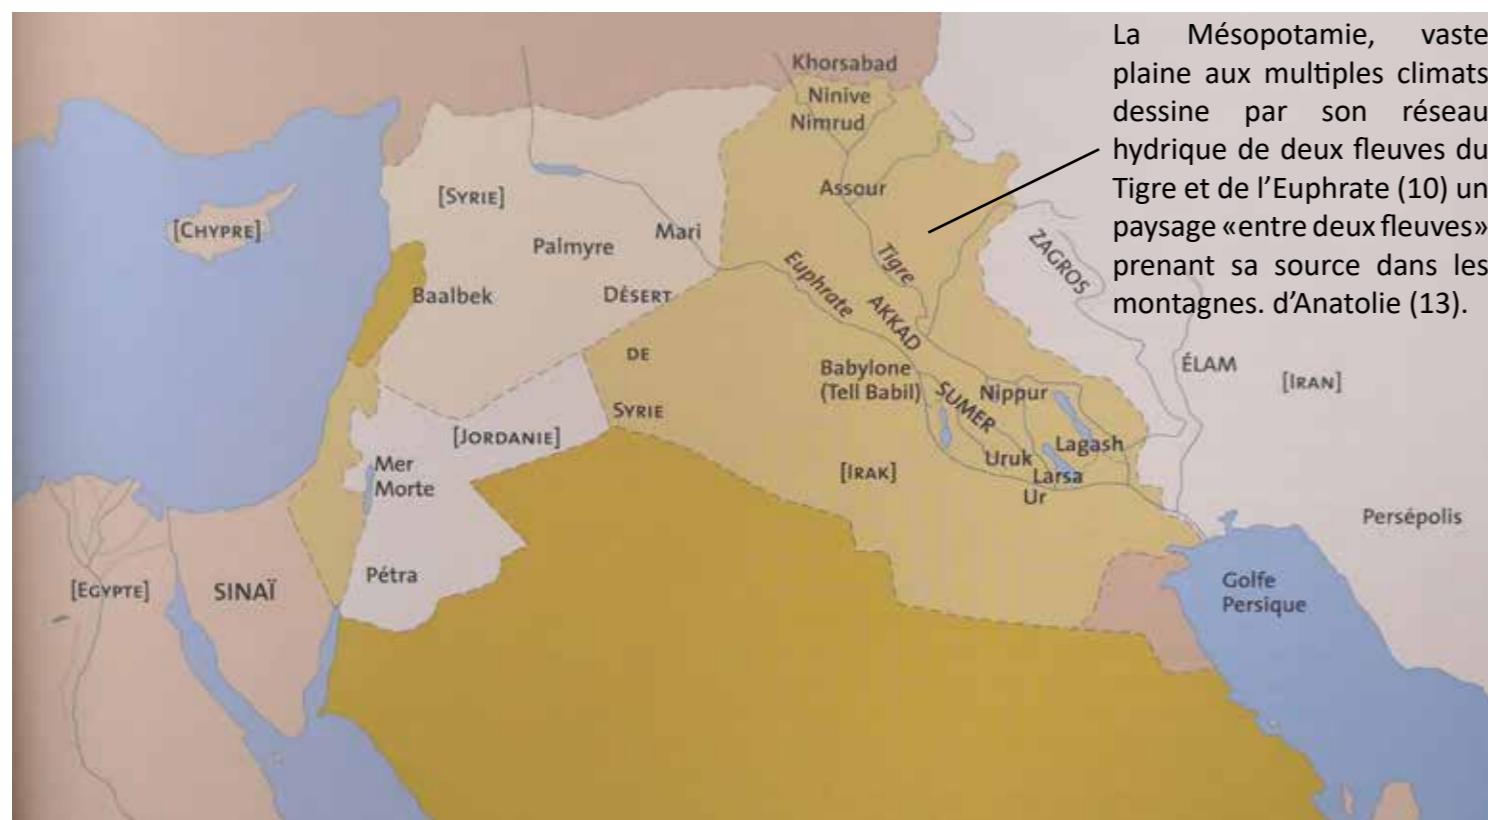 La Mésopotamie, vaste
plaine aux multiples climats
dessine par son réseau
hydrique de deux fleuves du
Tigre et de l’Euphrate (10) un
paysage «entre deux fleuves»
prenant sa source dans les
montagnes. d’Anatolie (13).
Khorsabad
Ninive
Nimrud
Assour
[SYRIE]
[CHYPRE]
Palmyre
Mari
Tigre
Euphrate
ZAGROS
Baalbek
DÉSERT
AKKAD
DE
Babylone
(Tell Babil)
SUMER
Nippur
ÉLAM
[IRAN]
SYRIE
[JORDANIE]
Lagash
Mer
Morte
[IRAK]
Uruk
Larsa
Ur
Persépolis
[EGYPTE]
SINAÏ
Pétra
Golfe
Persique